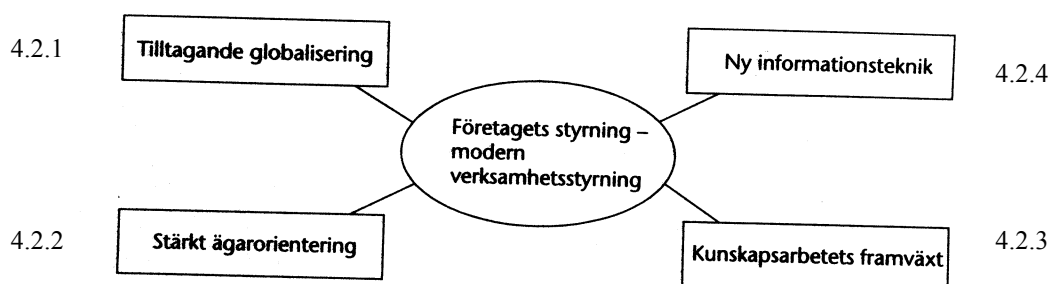 4.2.1
Tilltagande globalisering
Ny informationsteknik
4.2.4
Företagets styrning –
modern
verksamhetsstyrning
4.2.2
Stärkt ägarorientering
Kunskapsarbetets framväxt
4.2.3